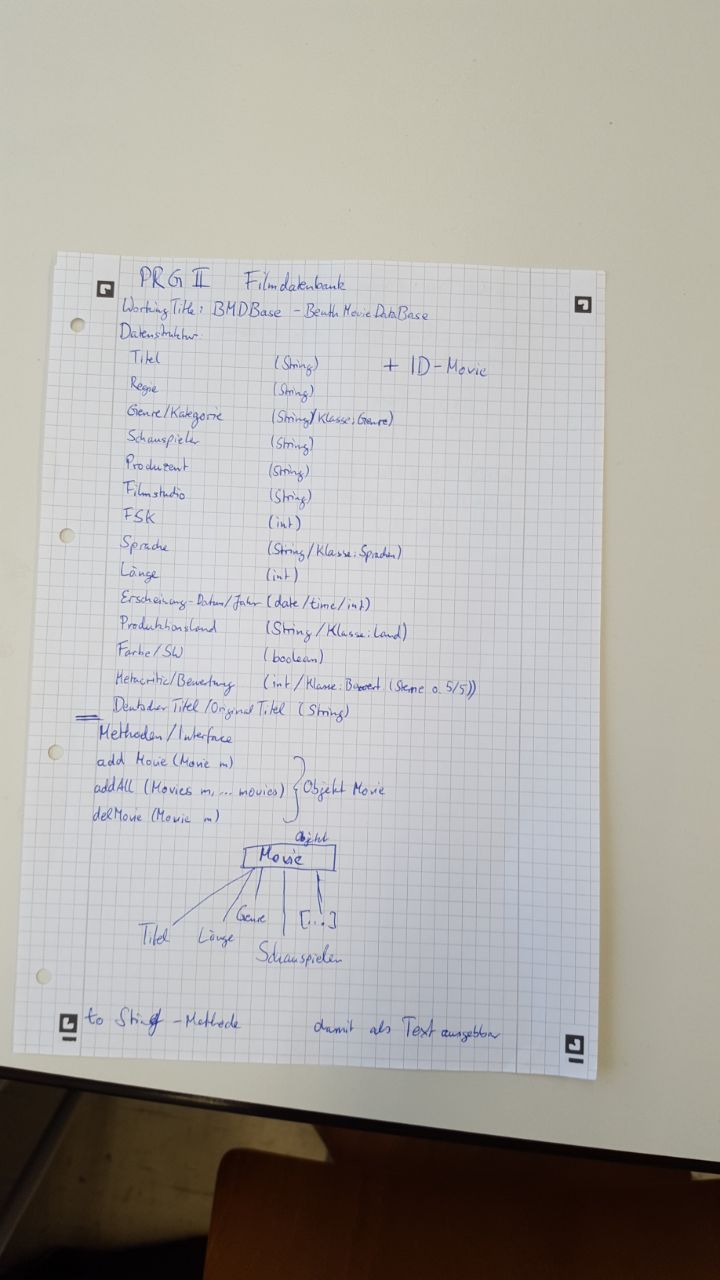 PRG II Filmdatenbank
Working Title: BMDBase - Beuth Movie DataBase
Datenstruktur:
Titel (String) + ID-Movie
Regie (String)
Genre/Kategorie (String/Klasse: Genre)
Schauspieler (String)
Produzent (String)
Filmstudio (String)
FSK (int)
Sprache (String/Klasse: Sprachen)
Länge (int)
Erscheinung-Datum/Jahr (date/time/int)
Produktionsland (String/Klasse: Land)
Farbe/SW (boolean)
Metacritic/Bewertung (int/Klasse: (Sterne o. 5/5))
Deutscher Titel/Original Titel (String)
Methoden/Interface
add Movie (Movie m)
addAll (Movies m, ... movies) } Objekt Movie
delMovie (Movie m)
Objekt
Movie
Titel Länge Genre [...]
Schauspieler
to String-Methode damit als Text ausgebbar